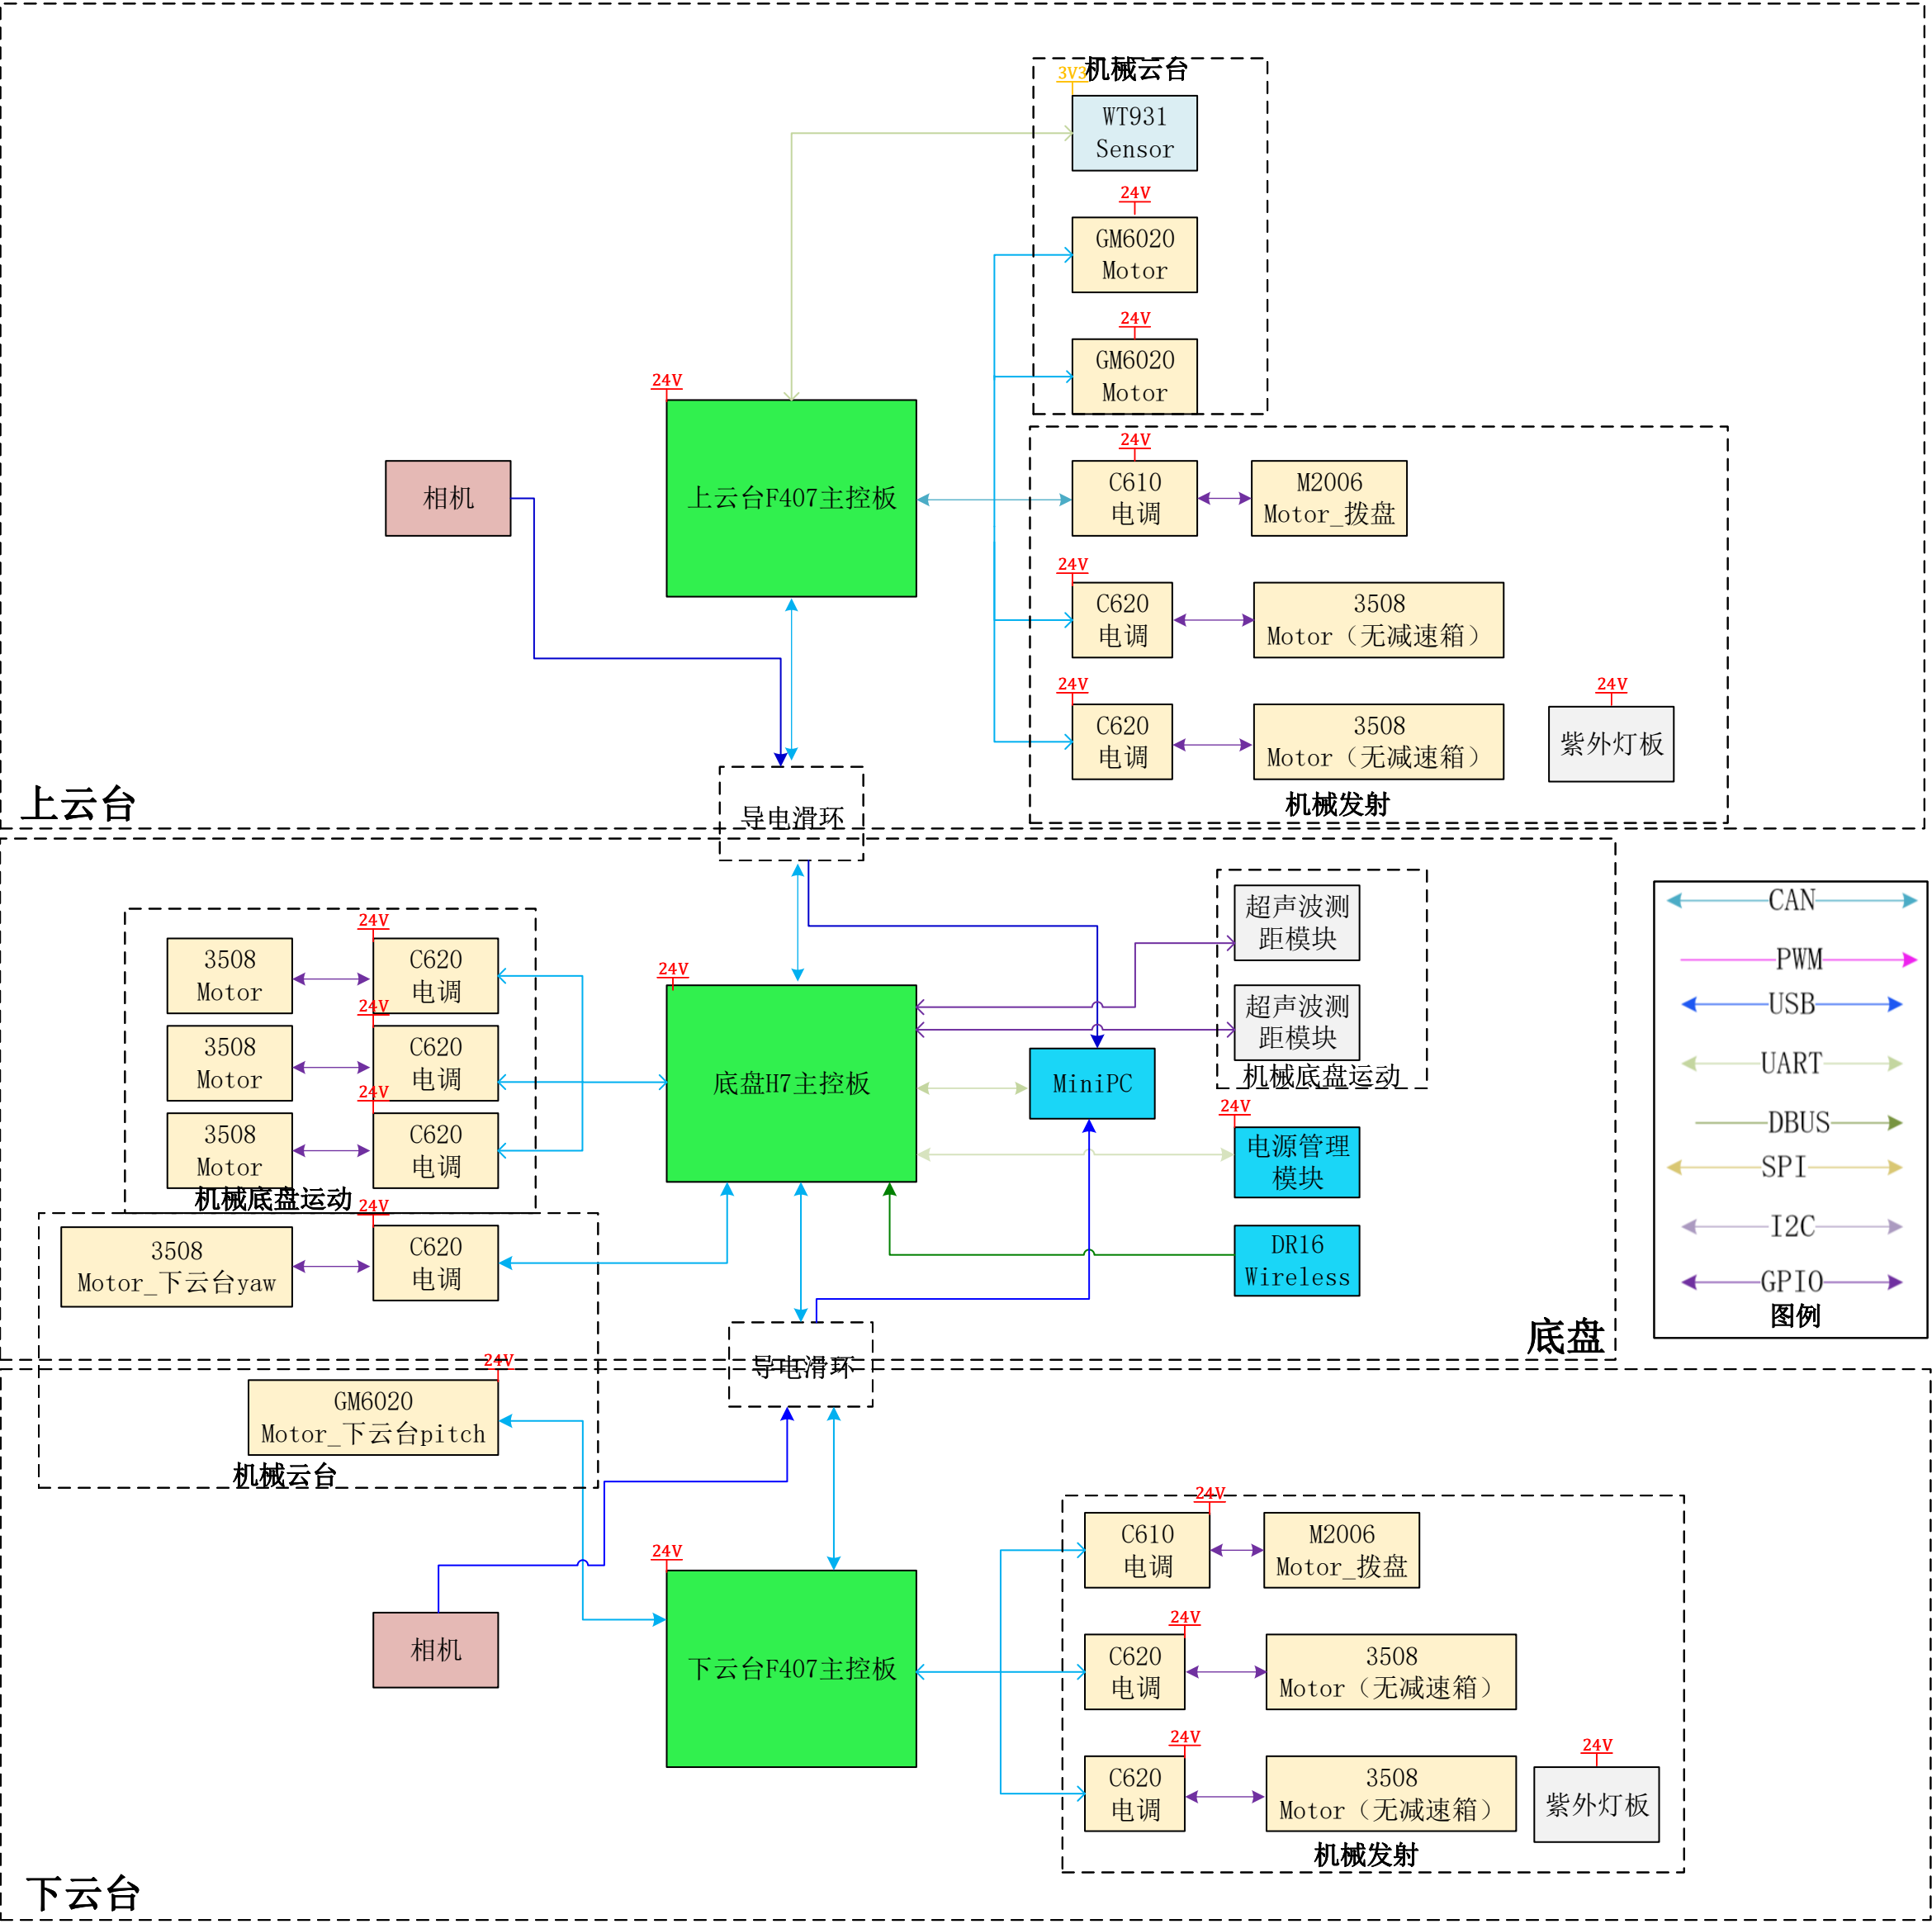 机械云台
3V3
WT931
Sensor
24V
GM6020
Motor
24V
GM6020
Motor
24V
上云台F407主控板
相机
24V
C610
电调
M2006
Motor_拨盘
24V
C620
电调
3508
Motor（无减速箱）
24V
C620
电调
3508
Motor（无减速箱）
24V
紫外灯板
机械发射
导电滑环
上云台
24V
3508
Motor
C620
电调
24V
3508
Motor
C620
电调
24V
3508
Motor
C620
电调
机械底盘运动
24V
3508
Motor_下云台yaw
C620
电调
24V
底盘H7主控板
超声波测
距模块
超声波测
距模块
机械底盘运动
MiniPC
24V
电源管理
模块
DR16
Wireless
底盘
CAN
PWM
USB
UART
DBUS
SPI
I2C
GPIO
图例
导电滑环
24V
GM6020
Motor_下云台pitch
机械云台
24V
下云台F407主控板
相机
24V
C610
电调
M2006
Motor_拨盘
24V
C620
电调
3508
Motor（无减速箱）
24V
C620
电调
3508
Motor（无减速箱）
24V
紫外灯板
机械发射
下云台